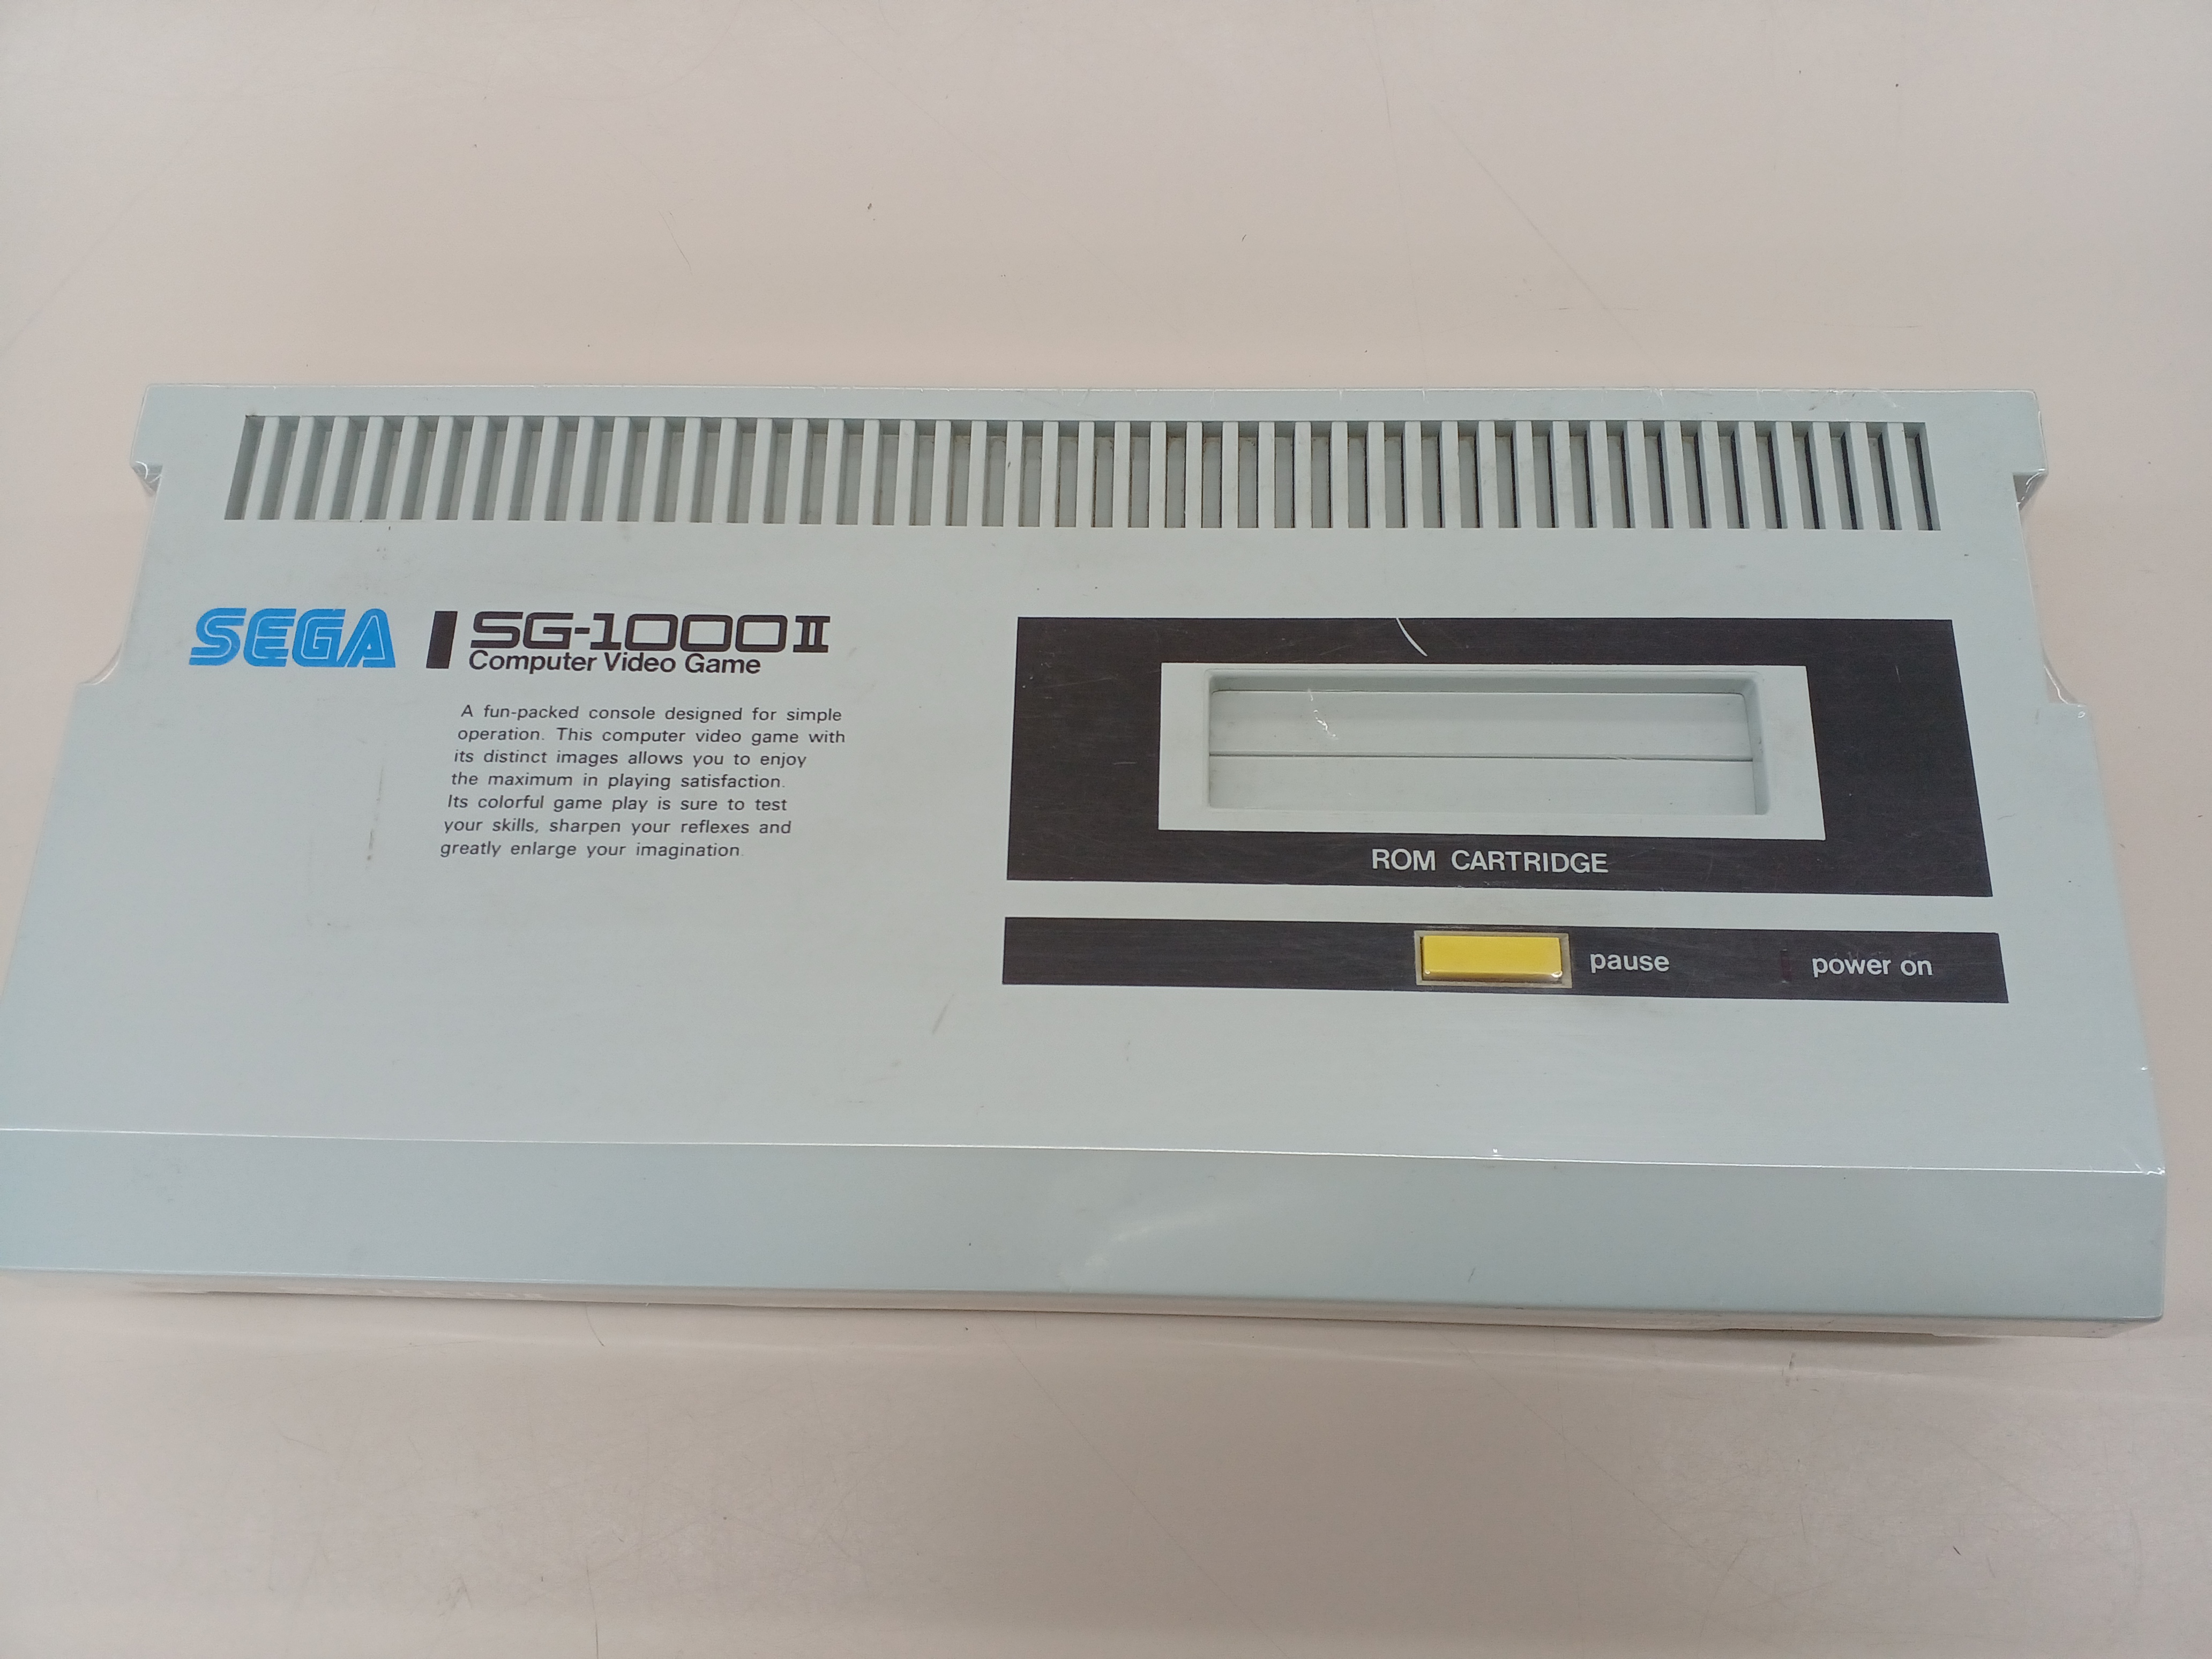 SEGA
SG-1000II
Computer Video Game
A fun-packed console designed for simple
operation. This computer video game with
its distinct images allows you to enjoy
the maximum in playing satisfaction.
Its colorful game play is sure to test
your skills, sharpen your reflexes and
greatly enlarge your imagination.
ROM CARTRIDGE
pause
power on